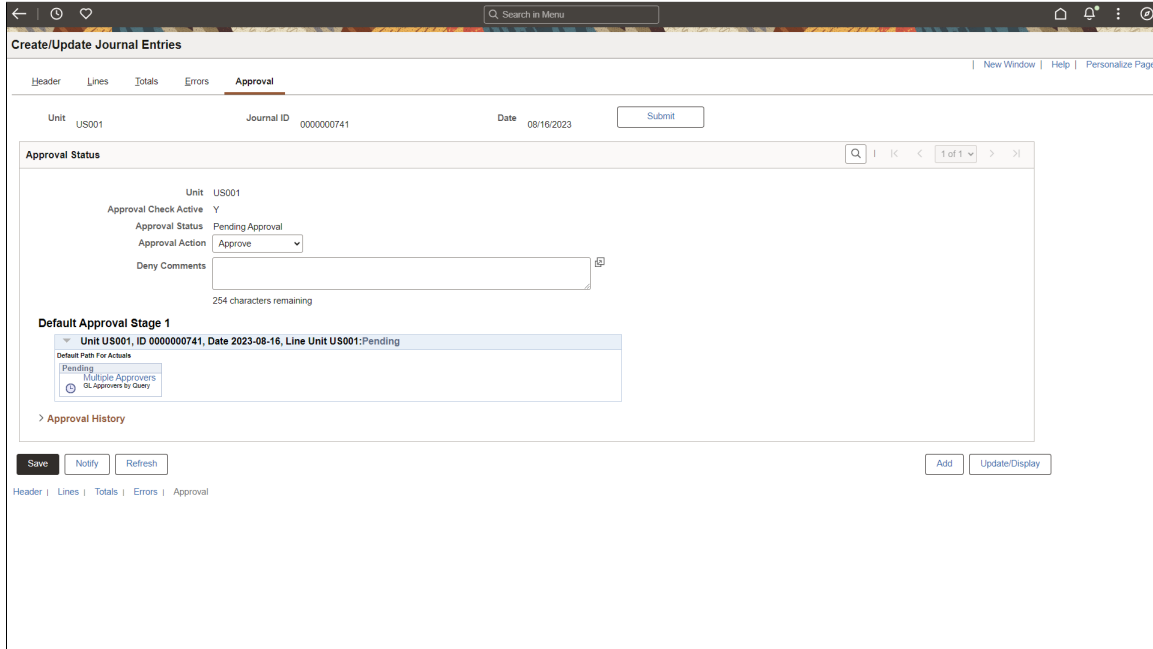 Search in Menu
Create/Update Journal Entries
New Window | Help | Personalize Page
Header Lines Totals Errors Approval
Unit US001 Journal ID 0000000741 Date 08/16/2023 Submit
Approval Status 1 of 1
Unit US001
Approval Check Active Y
Approval Status Pending Approval
Approval Action Approve
Deny Comments
254 characters remaining
Default Approval Stage 1
Unit US001, ID 0000000741, Date 2023-08-16, Line Unit US001:Pending
Default Path For Actuals
Pending
Multiple Approvers
GL Approvers by Query
Approval History
Save Notify Refresh Add Update/Display
Header | Lines | Totals | Errors | Approval